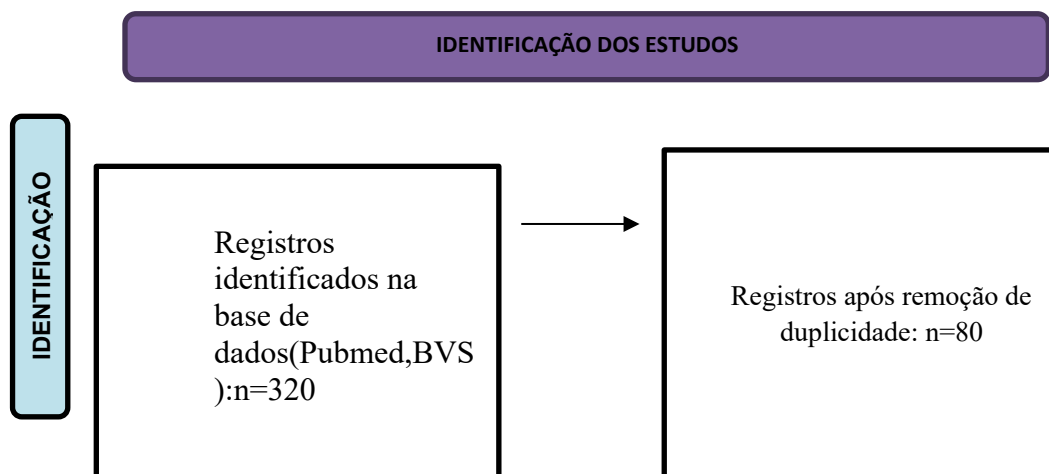 IDENTIFICAÇÃO DOS ESTUDOS
IDENTIFICAÇÃO
Registros
identificados na
base de
dados(Pubmed,BVS
):n=320
Registros após remoção de
duplicidade: n=80